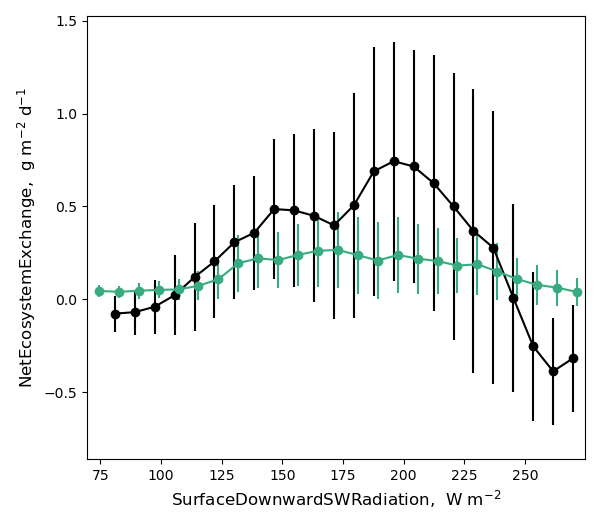 1.5
1.0
0.5
0.0
−0.5
NetEcosystemExchange, g m⁻² d⁻¹
75 100 125 150 175 200 225 250
SurfaceDownwardSWRadiation, W m⁻²